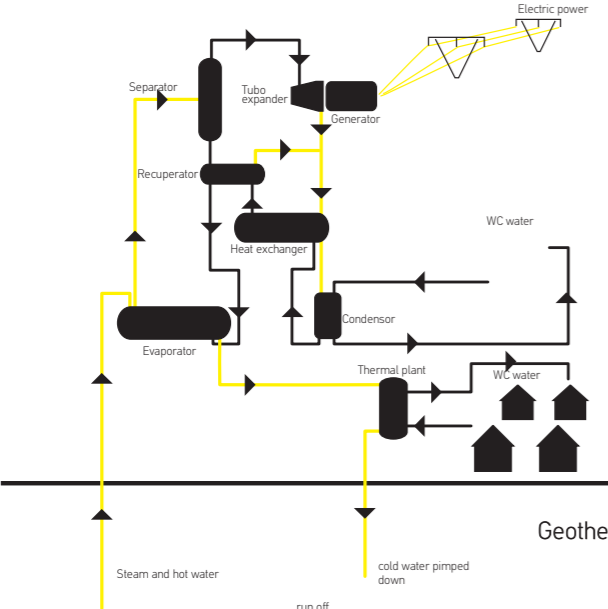 Electric power
Separator
Tubo
expander
Generator
Recuperator
WC water
Heat exchanger
Condensor
Evaporator
Thermal plant
WC water
Geothe
Steam and hot water
cold water pimped
down
run off